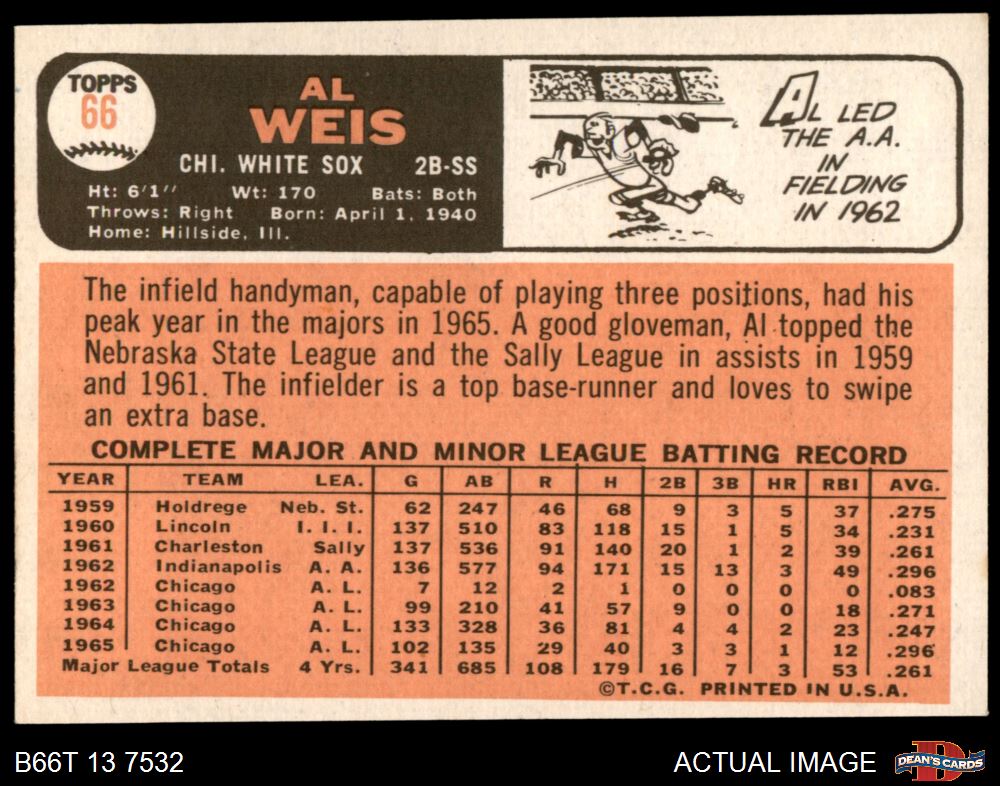 TOPPS
66
AL
WEIS
CHI. WHITE SOX 2B-SS
Ht: 6'1" Wt: 170 Bats: Both
Throws: Right Born: April 1, 1940
Home: Hillside, Ill.
AL LED
THE A.A.
IN
FIELDING
IN 1962
The infield handyman, capable of playing three positions, had his
peak year in the majors in 1965. A good gloveman, Al topped the
Nebraska State League and the Sally League in assists in 1959
and 1961. The infielder is a top base-runner and loves to swipe
an extra base.
COMPLETE MAJOR AND MINOR LEAGUE BATTING RECORD
YEAR TEAM LEA. G AB R H 2B 3B HR RBI AVG.
1959 Holdrege Neb. St. 62 247 46 68 9 3 5 37 .275
1960 Lincoln I. I. I. 137 510 83 118 15 1 5 34 .231
1961 Charleston Sally 137 536 91 140 20 1 2 39 .261
1962 Indianapolis A. A. 136 577 94 171 15 13 3 49 .296
1962 Chicago A. L. 7 12 2 1 0 0 0 0 .083
1963 Chicago A. L. 99 210 41 57 9 0 0 18 .271
1964 Chicago A. L. 133 328 36 81 4 4 2 23 .247
1965 Chicago A. L. 102 135 29 40 3 3 1 12 .296
Major League Totals 4 Yrs. 341 685 108 179 16 7 3 53 .261
©T.C.G. PRINTED IN U.S.A.
B66T 13 7532 ACTUAL IMAGE
DEAN'S CARDS